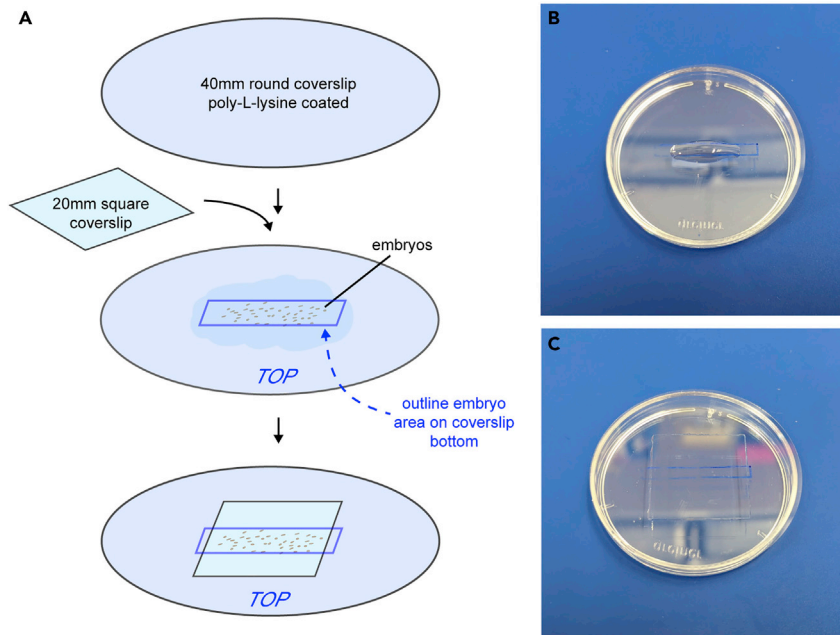 A
40mm round coverslip
poly-L-lysine coated
20mm square
coverslip
embryos
TOP
outline embryo
area on coverslip
bottom
TOP
B
C